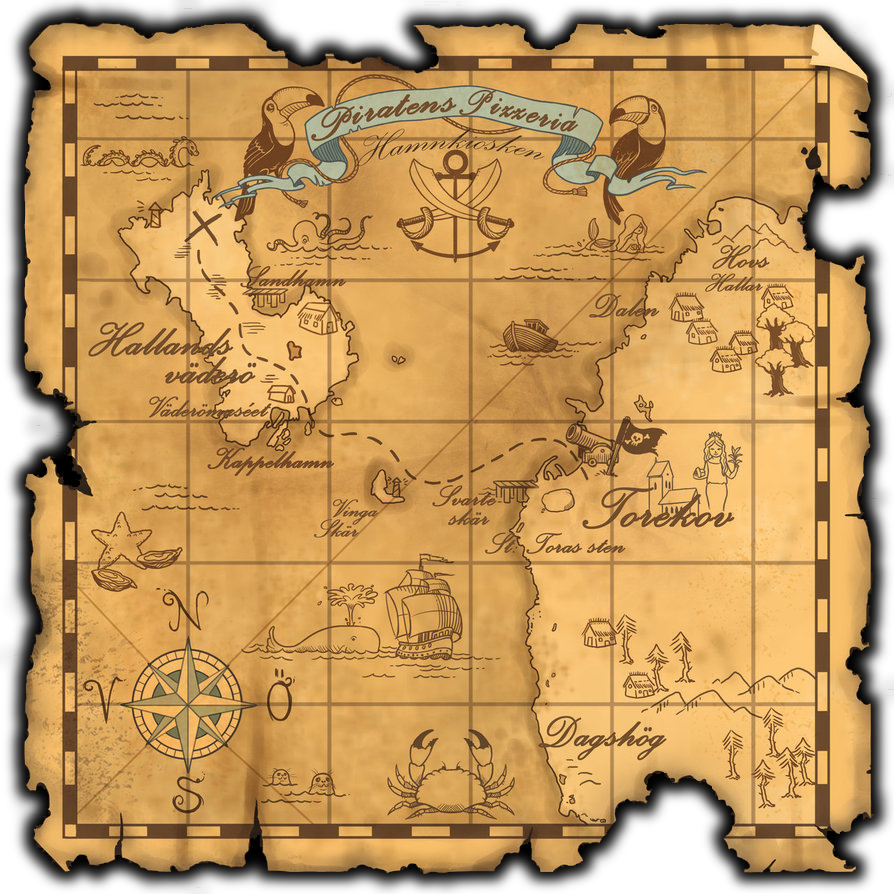 Piratens Pizzeria
Hamnkiosken
Hovs
Hallar
Landhamn
Dalen
Hallands
väderö
Väderömuséet
Kappelhamn
Vinga
Skär
Svarte
skär
Torekov
St. Toras sten
N
V
Ö
S
Dagshög